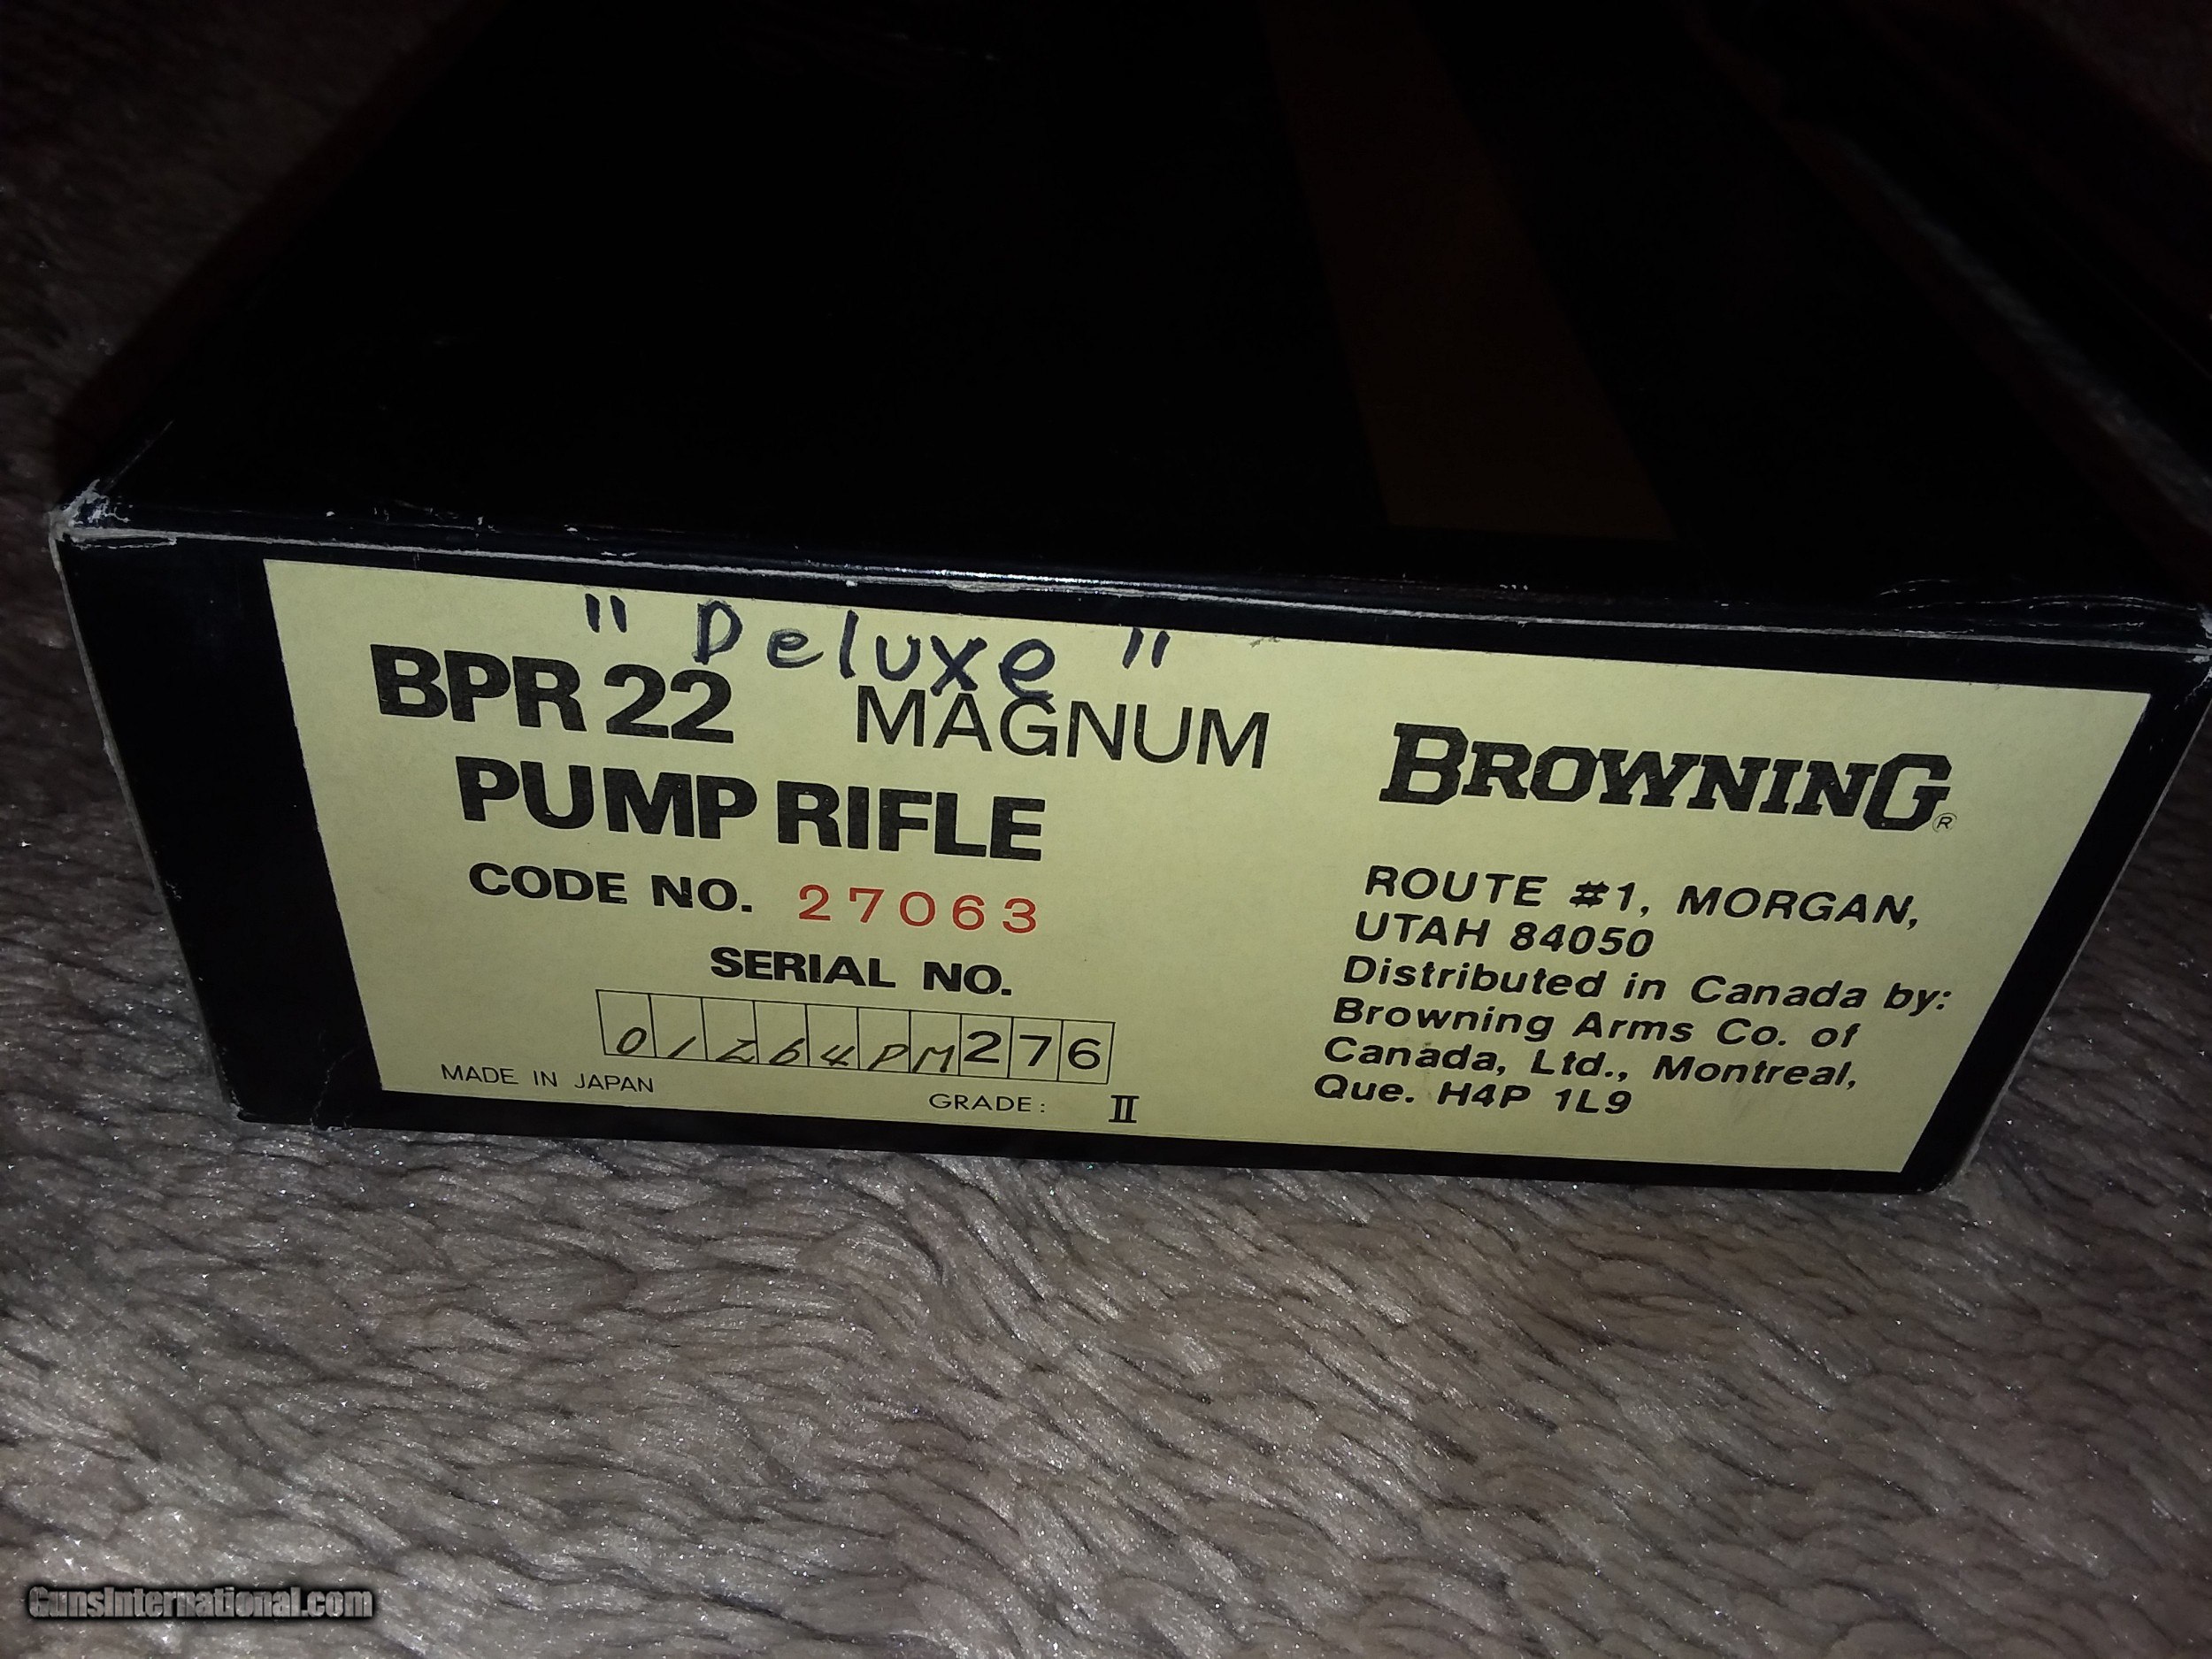 " Deluxe "
BPR 22 MAGNUM
PUMP RIFLE
CODE NO. 27063
SERIAL NO.
01Z64PM276
MADE IN JAPAN
GRADE: II
BROWNING®
ROUTE #1, MORGAN,
UTAH 84050
Distributed in Canada by:
Browning Arms Co. of
Canada, Ltd., Montreal,
Que. H4P 1L9
GunsInternational.com